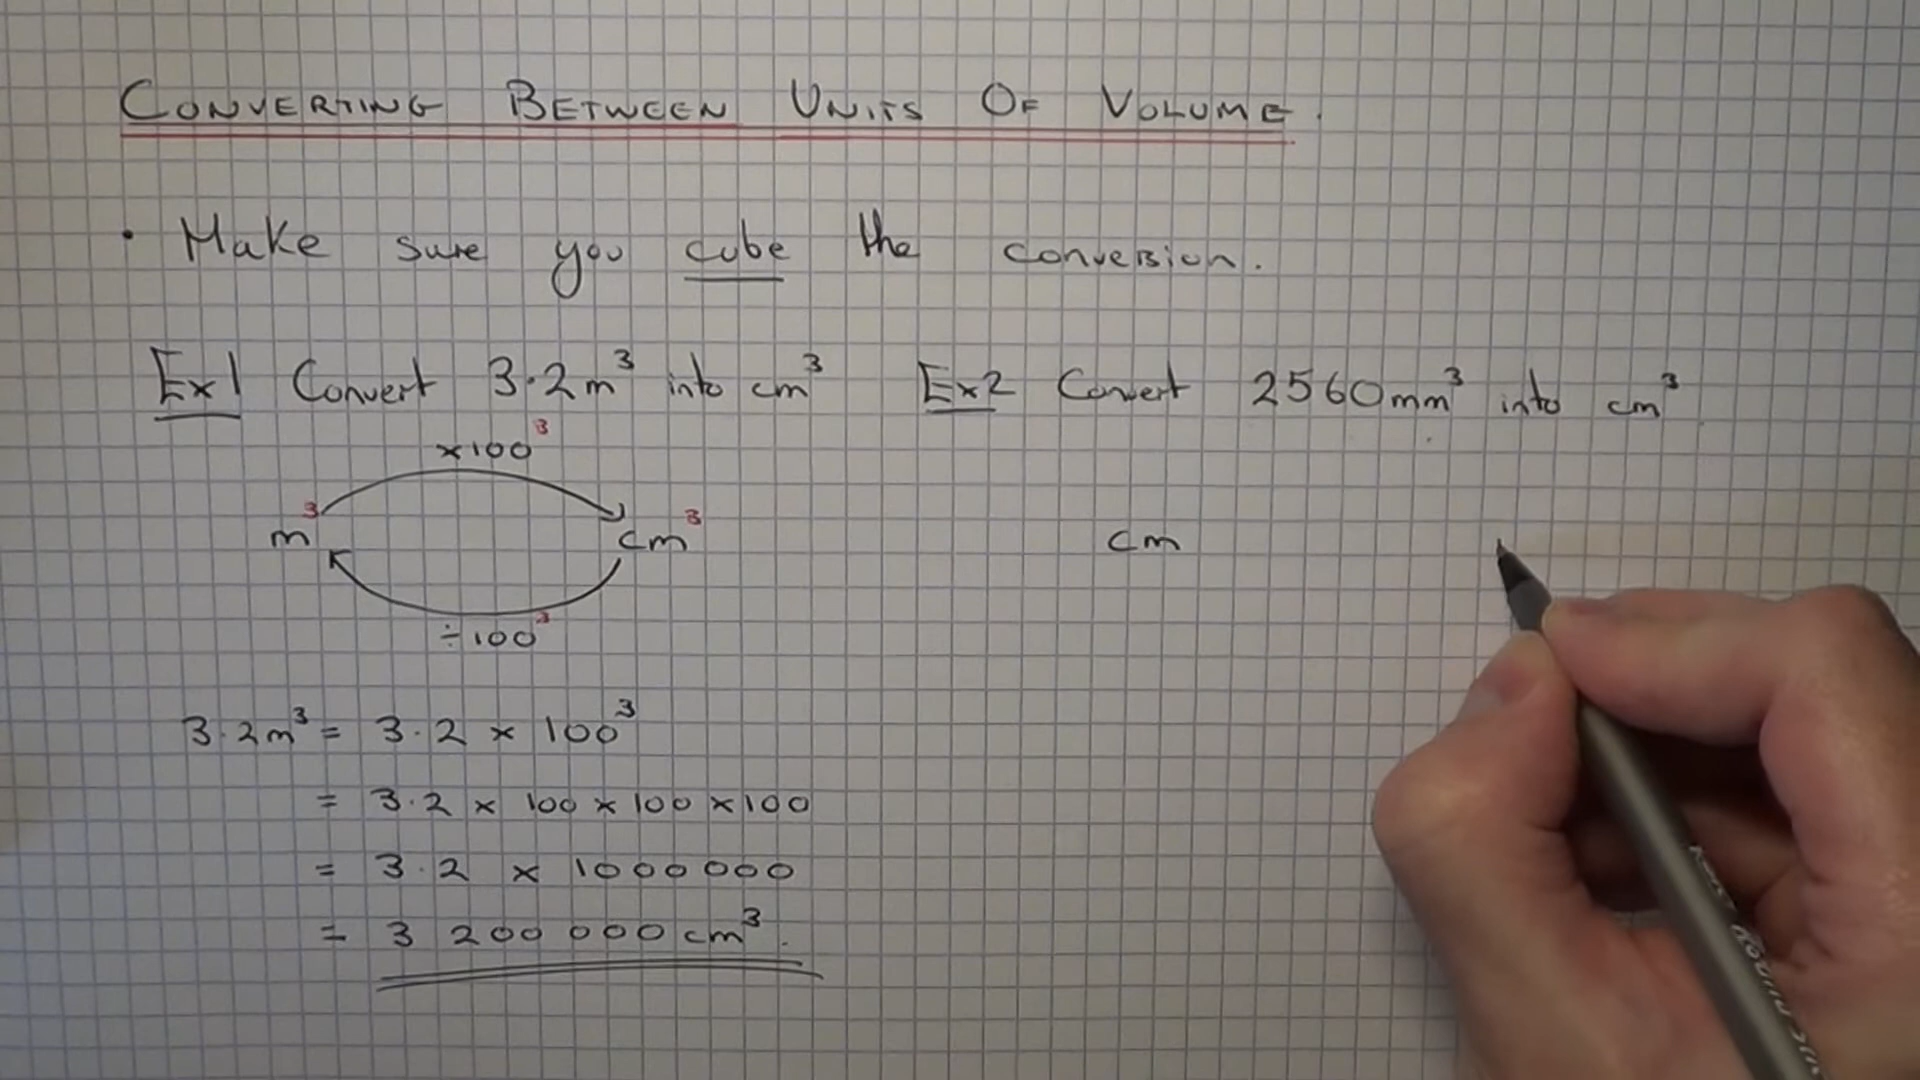 CONVERTING BETWEEN UNITS OF VOLUME.
• Make sure you cube the conversion.
Ex1 Convert 3·2m³ into cm³
×100³
m³ cm³
÷100³
3·2m³ = 3·2 × 100³
= 3·2 × 100 × 100 × 100
= 3·2 × 1000 000
= 3 200 000 cm³.
Ex2 Convert 2560mm³ into cm³
cm